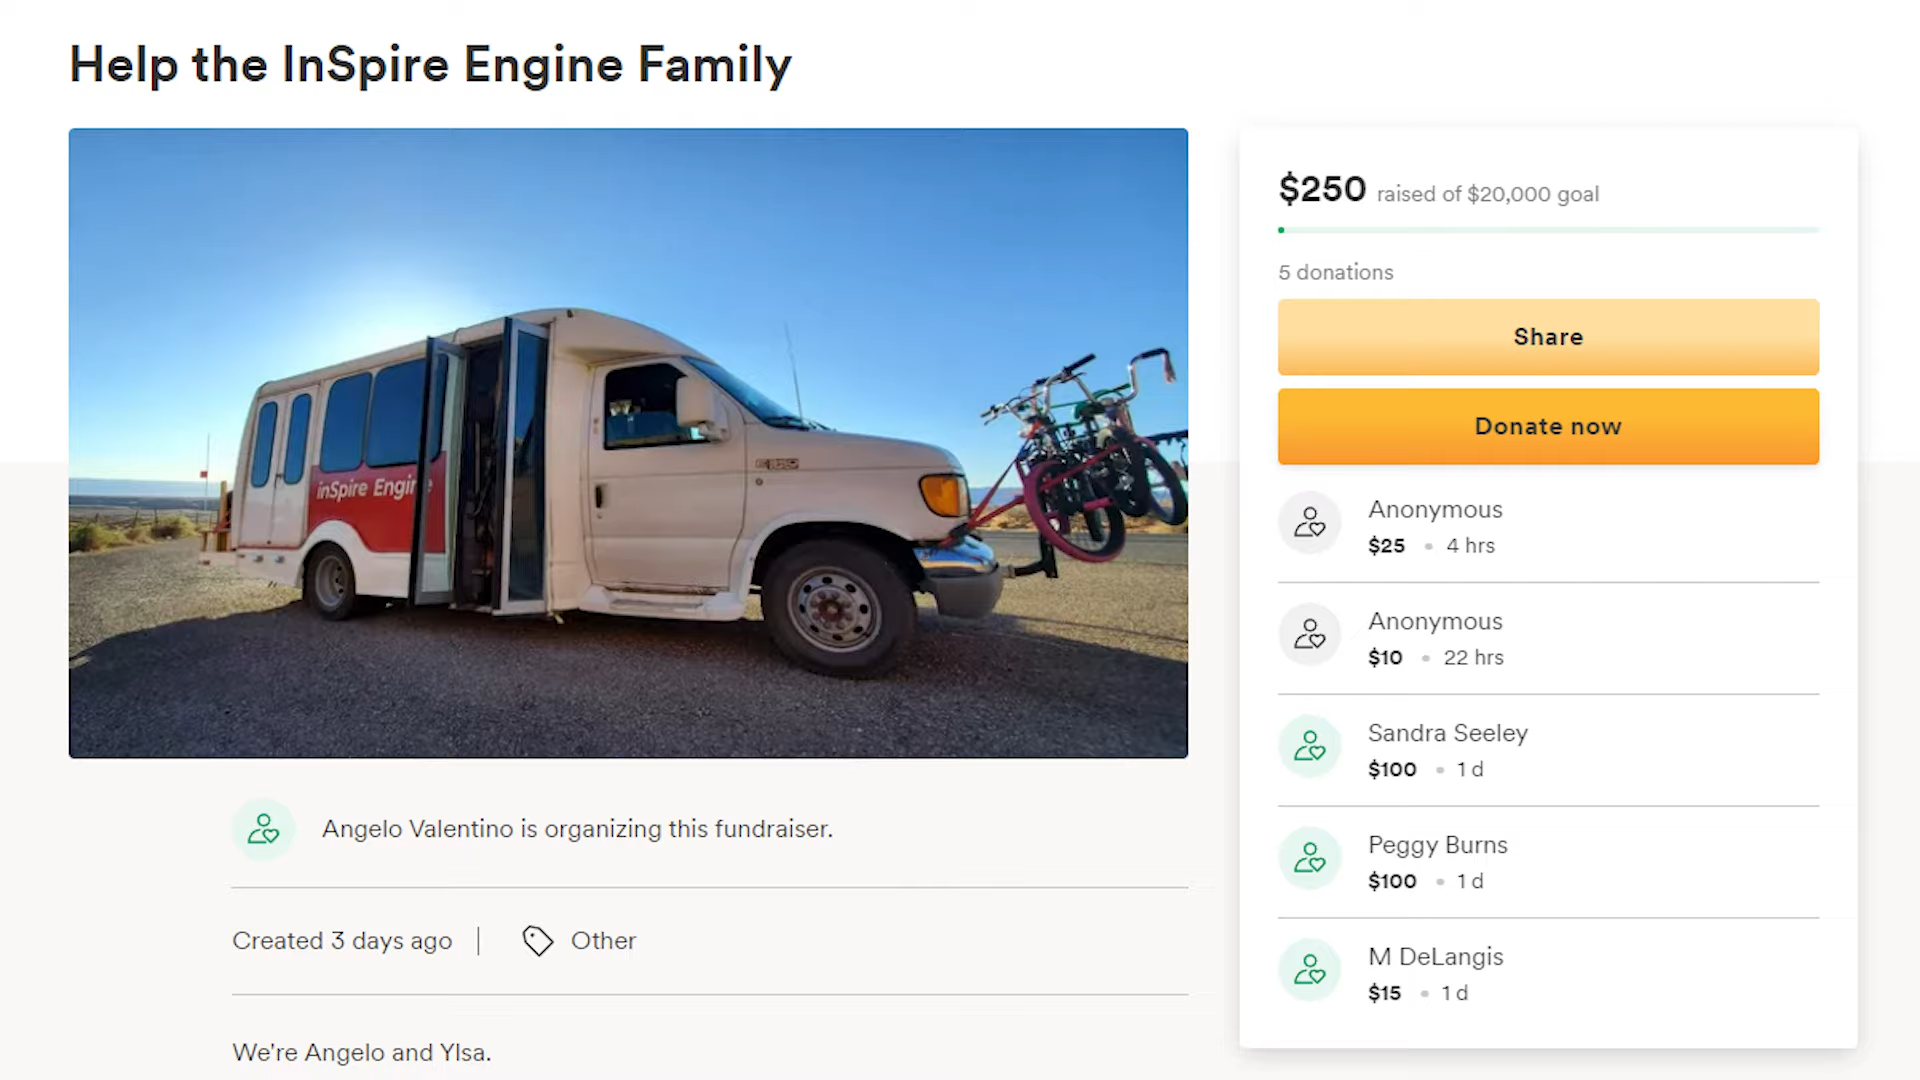 Help the InSpire Engine Family
inSpire Engine
$250 raised of $20,000 goal
5 donations
Share
Donate now
Anonymous
$25 • 4 hrs
Anonymous
$10 • 22 hrs
Sandra Seeley
$100 • 1 d
Peggy Burns
$100 • 1 d
M DeLangis
$15 • 1 d
Angelo Valentino is organizing this fundraiser.
Created 3 days ago | Other
We're Angelo and Ylsa.